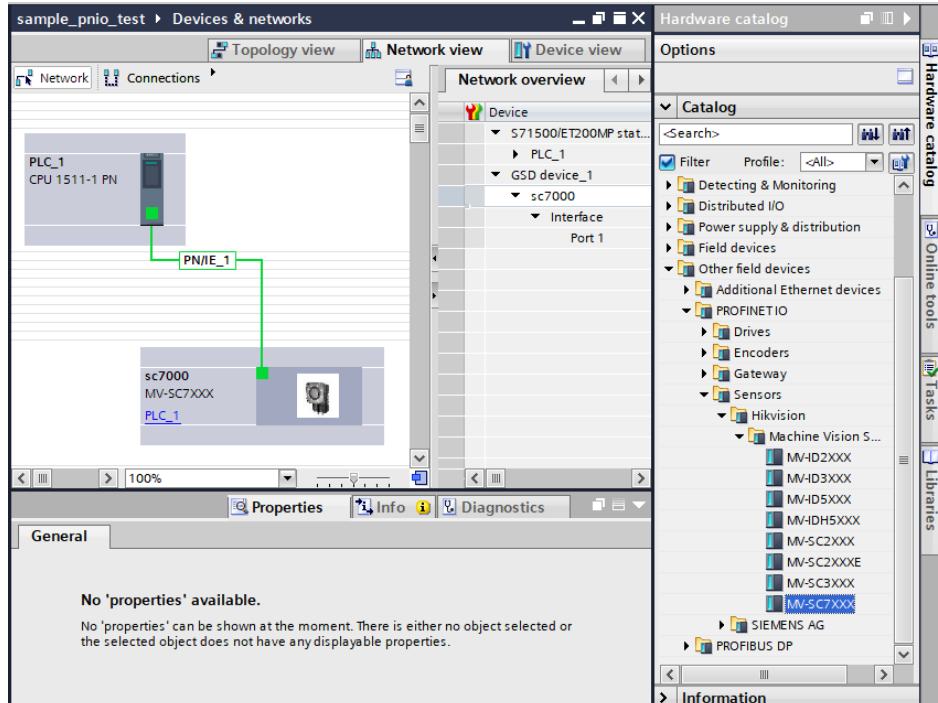 sample_pnio_test ▸ Devices & networks
Hardware catalog
Topology view
Network view
Device view
Options
Network
Connections
Network overview
Catalog
Device
<Search>
S71500/ET200MP stat...
PLC_1
CPU 1511-1 PN
PLC_1
Filter
Profile:
<All>
GSD device_1
Detecting & Monitoring
sc7000
Distributed I/O
Interface
Power supply & distribution
Port 1
Field devices
PN/IE_1
Other field devices
Additional Ethernet devices
PROFINET IO
Drives
Encoders
sc7000
MV-SC7XXX
PLC_1
Gateway
Sensors
Hikvision
Machine Vision S...
MV-ID2XXX
MV-ID3XXX
MV-ID5XXX
MV-IDH5XXX
MV-SC2XXX
MV-SC2XXXE
MV-SC3XXX
MV-SC7XXX
SIEMENS AG
PROFIBUS DP
Information
100%
Properties
Info
Diagnostics
General
No 'properties' available.
No 'properties' can be shown at the moment. There is either no object selected or
the selected object does not have any displayable properties.
Hardware catalog
Online tools
Tasks
Libraries